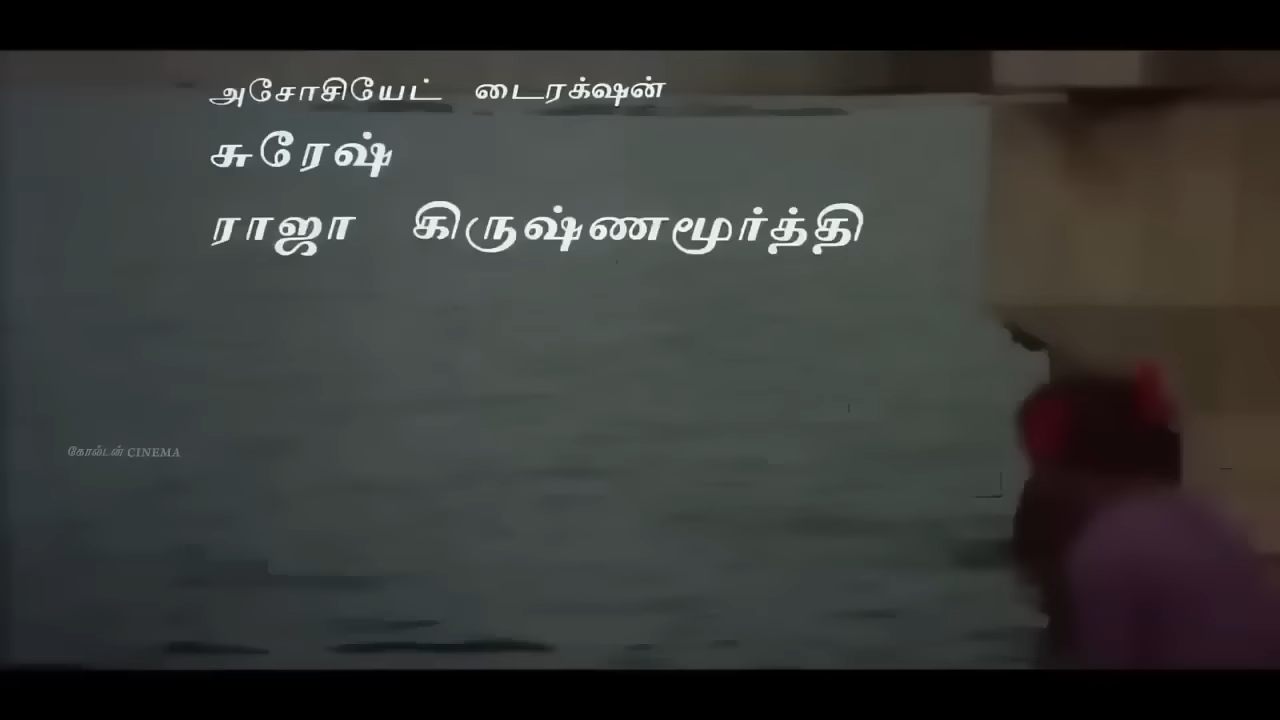 அசோசியேட் டைரக்‌ஷன்
சுரேஷ்
ராஜா கிருஷ்ணமூர்த்தி
கோல்டன் CINEMA